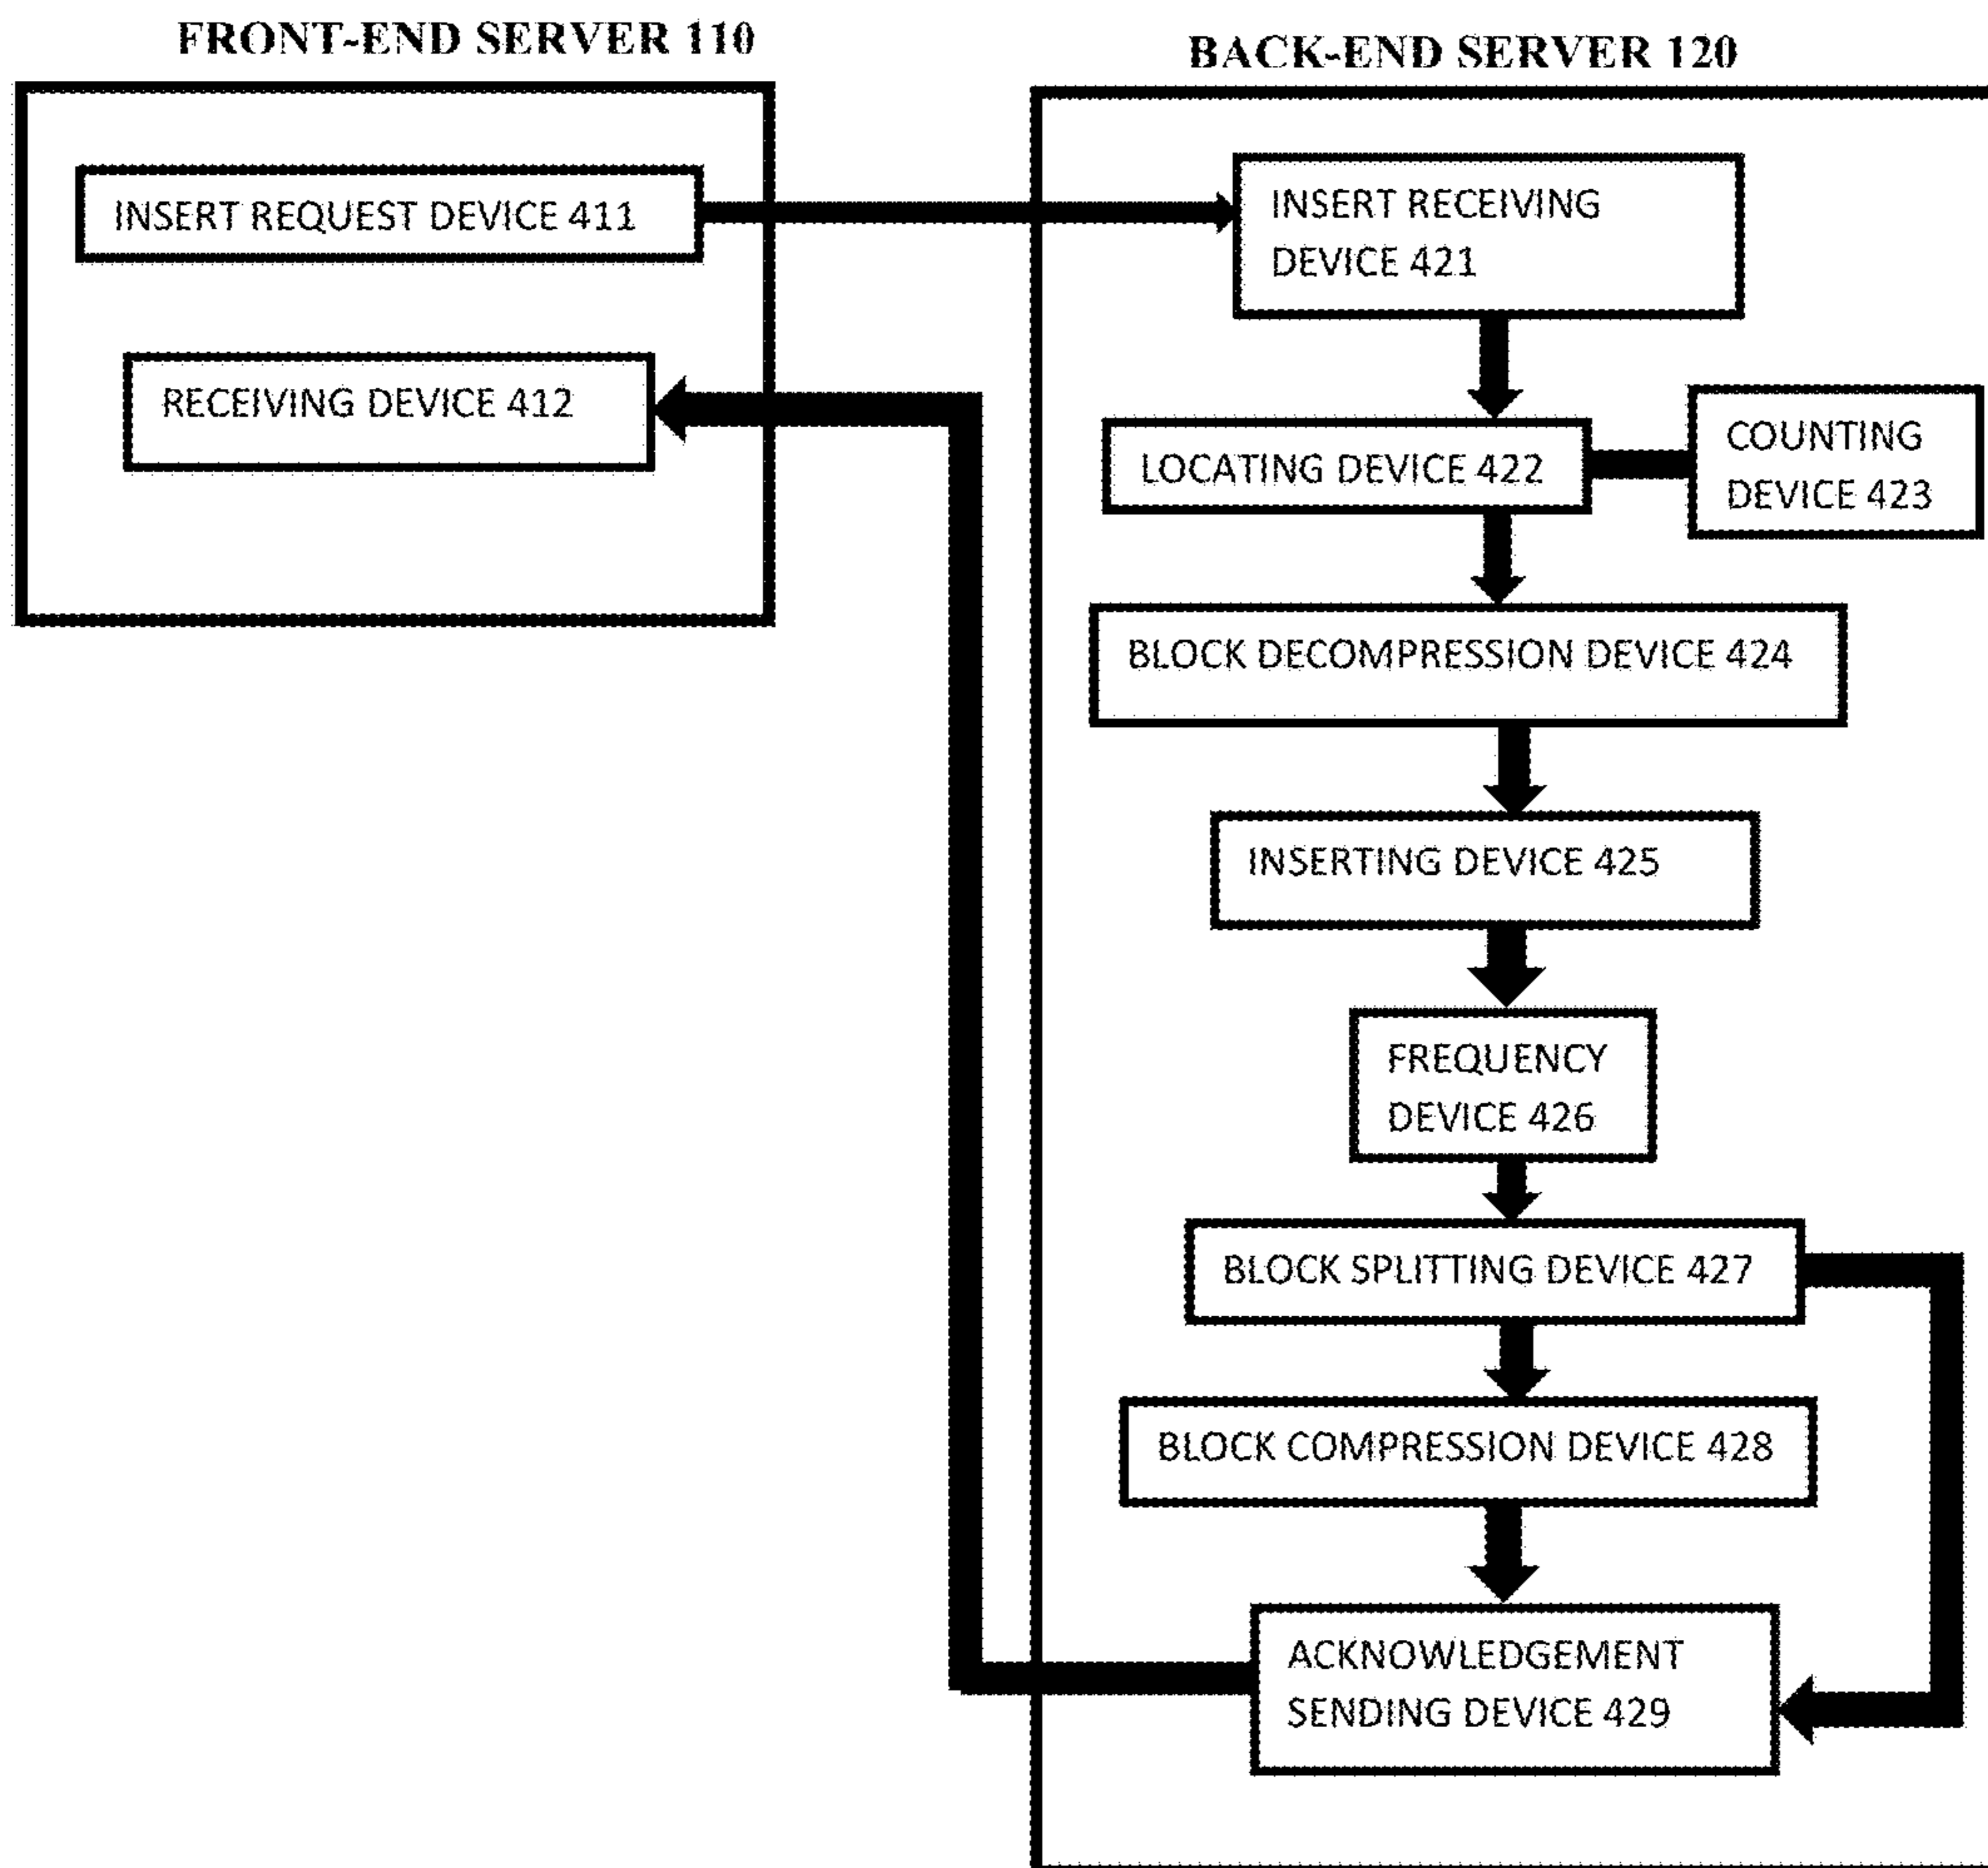 FRONT-END SERVER 110
BACK-END SERVER 120
INSERT REQUEST DEVICE 411
INSERT RECEIVING
DEVICE 421
RECEIVING DEVICE 412
LOCATING DEVICE 422
COUNTING
DEVICE 423
BLOCK DECOMPRESSION DEVICE 424
INSERTING DEVICE 425
FREQUENCY
DEVICE 426
BLOCK SPLITTING DEVICE 427
BLOCK COMPRESSION DEVICE 428
ACKNOWLEDGEMENT
SENDING DEVICE 429